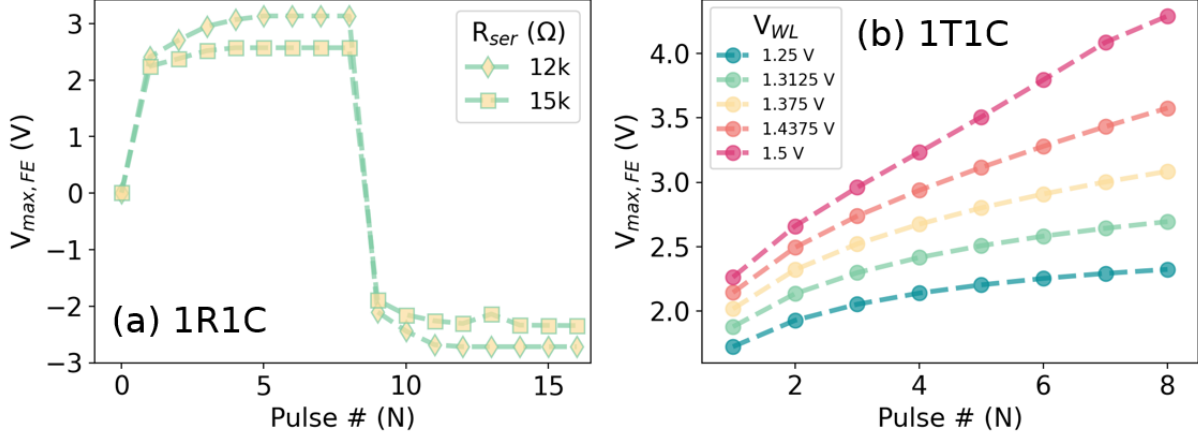 3
2
1
0
−1
−2
−3
V_max,FE (V)
R_ser (Ω)
12k
15k
(a) 1R1C
0
5
10
15
Pulse # (N)
4.0
3.5
3.0
2.5
2.0
V_max,FE (V)
V_WL
1.25 V
1.3125 V
1.375 V
1.4375 V
1.5 V
(b) 1T1C
2
4
6
8
Pulse # (N)